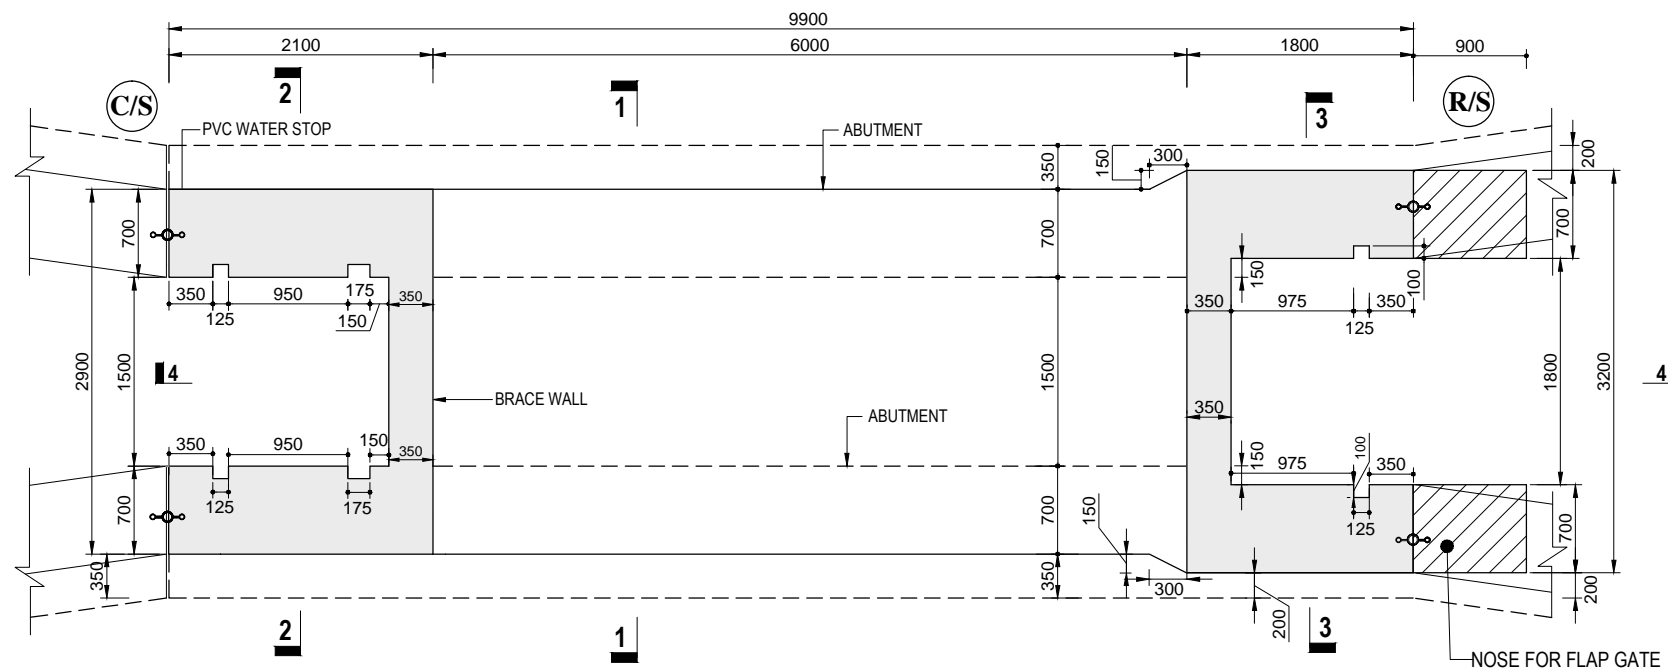 9900
2100 6000 1800 900
2 1 3
C/S R/S
PVC WATER STOP ABUTMENT
350 150 300 200
700 700 700
150 100
350 950 175 350 350 975 350
125 150 125
2900 1500 1500 1800 3200
4 4
BRACE WALL ABUTMENT
350
350 950 150 350 975 150 100 350
125 175 125
700 700 150 700
350 350 300 200 200
2 1 3
NOSE FOR FLAP GATE